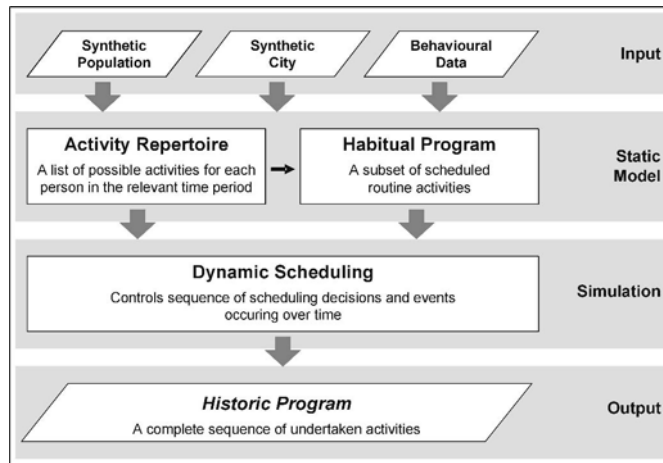 Synthetic
Population
Synthetic
City
Behavioural
Data
Input
Activity Repertoire
A list of possible activities for each
person in the relevant time period
Habitual Program
A subset of scheduled
routine activities
Static
Model
Dynamic Scheduling
Controls sequence of scheduling decisions and events
occuring over time
Simulation
Historic Program
A complete sequence of undertaken activities
Output